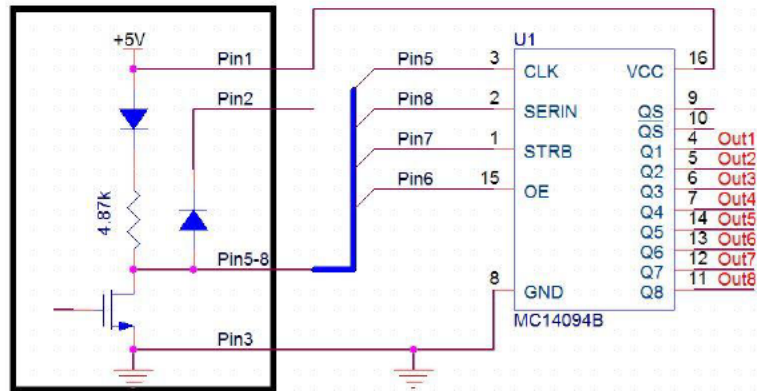 +5V
Pin1
Pin2
4.87k
Pin5-8
Pin3
Pin5
Pin8
Pin7
Pin6
U1
3
2
1
15
8
CLK
SERIN
STRB
OE
GND
VCC
QS
QS
Q1
Q2
Q3
Q4
Q5
Q6
Q7
Q8
16
9
10
4 Out1
5 Out2
6 Out3
7 Out4
14 Out5
13 Out6
12 Out7
11 Out8
MC14094B